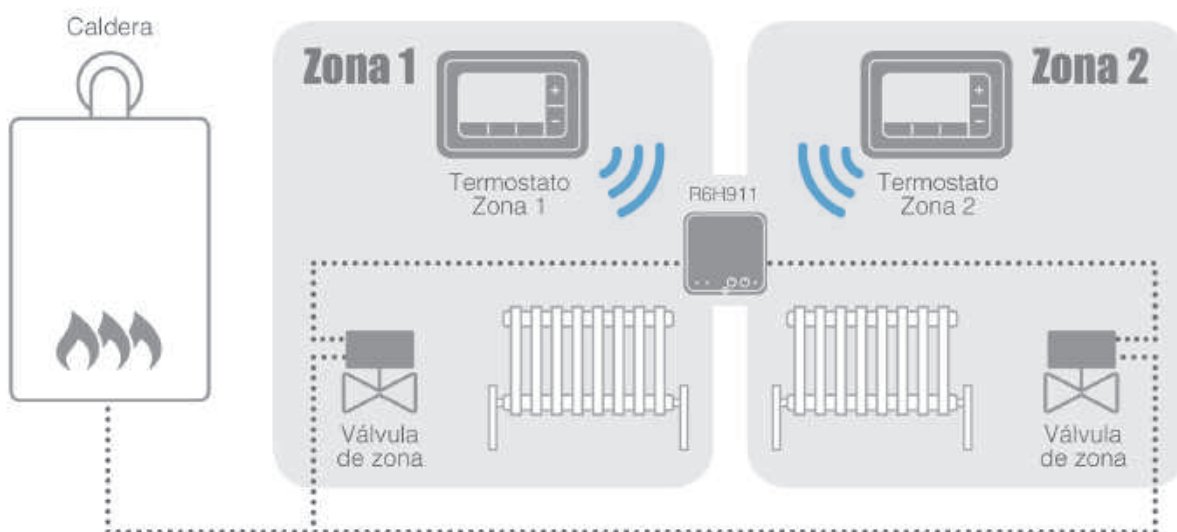 Caldera
Zona 1
Termostato
Zona 1
R6H911
Zona 2
Termostato
Zona 2
Válvula
de zona
Válvula
de zona